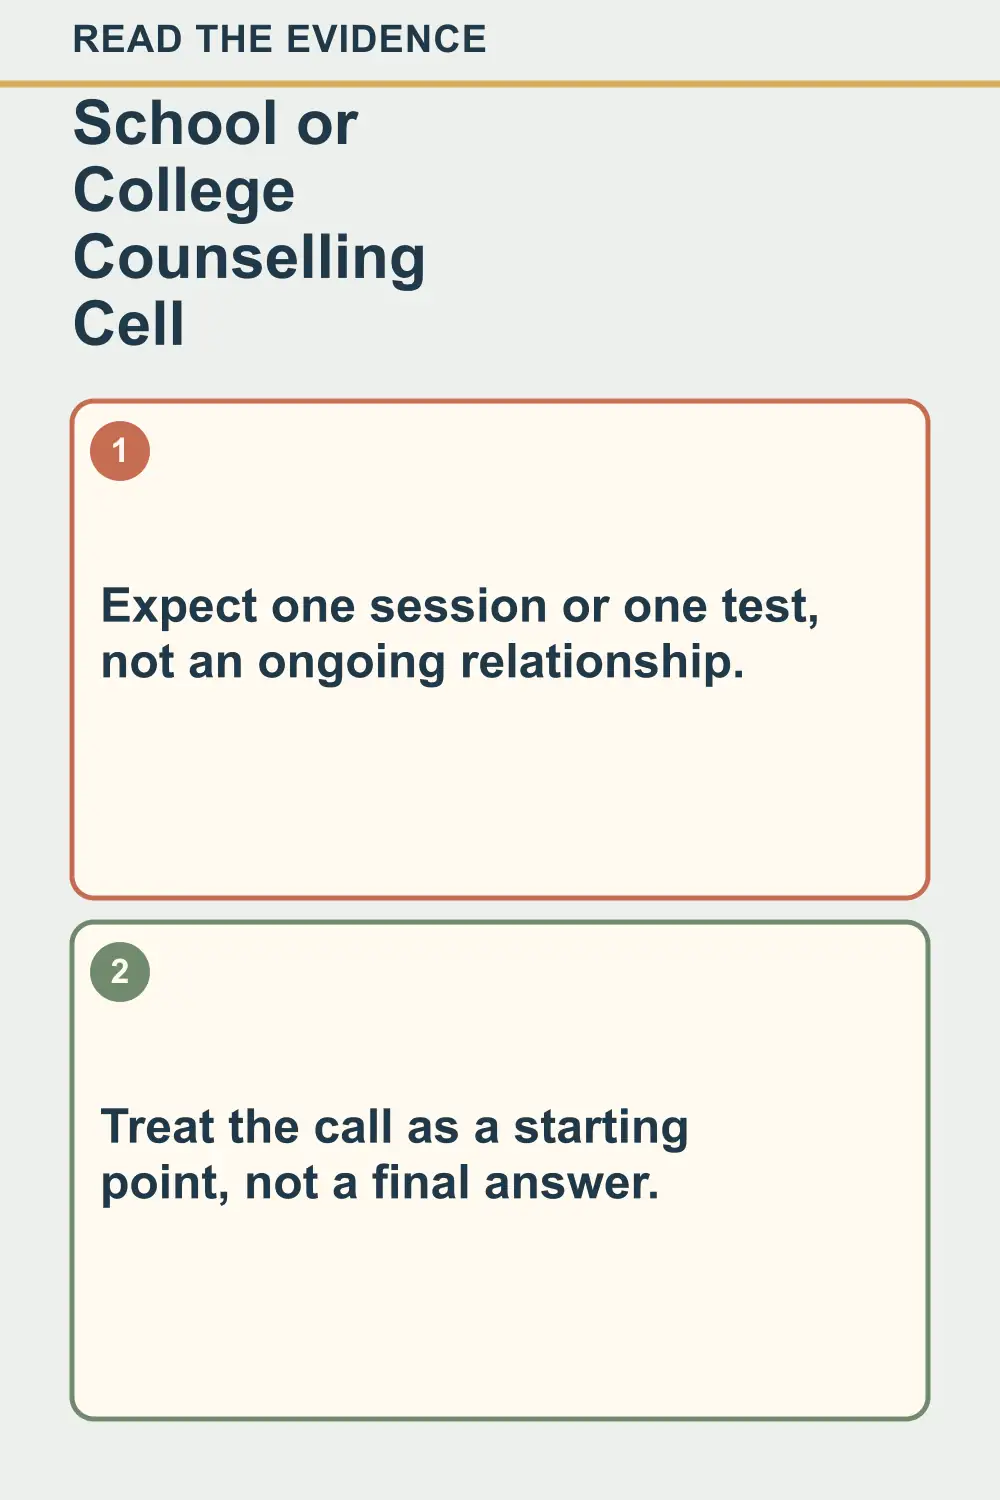 READ THE EVIDENCE
School or
College
Counselling
Cell
1
Expect one session or one test,
not an ongoing relationship.
2
Treat the call as a starting
point, not a final answer.